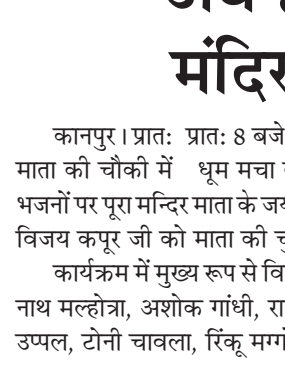 मंदिर
कानपुर। प्रातः प्रातः 8 बजे
माता की चौकी में धूम मचा
भजनों पर पूरा मन्दिर माता के जय
विजय कपूर जी को माता की
कार्यक्रम में मुख्य रूप से वि
नाथ मल्होत्रा, अशोक गांधी, रा
उप्पल, टोनी चावला, रिंकू मग्गो